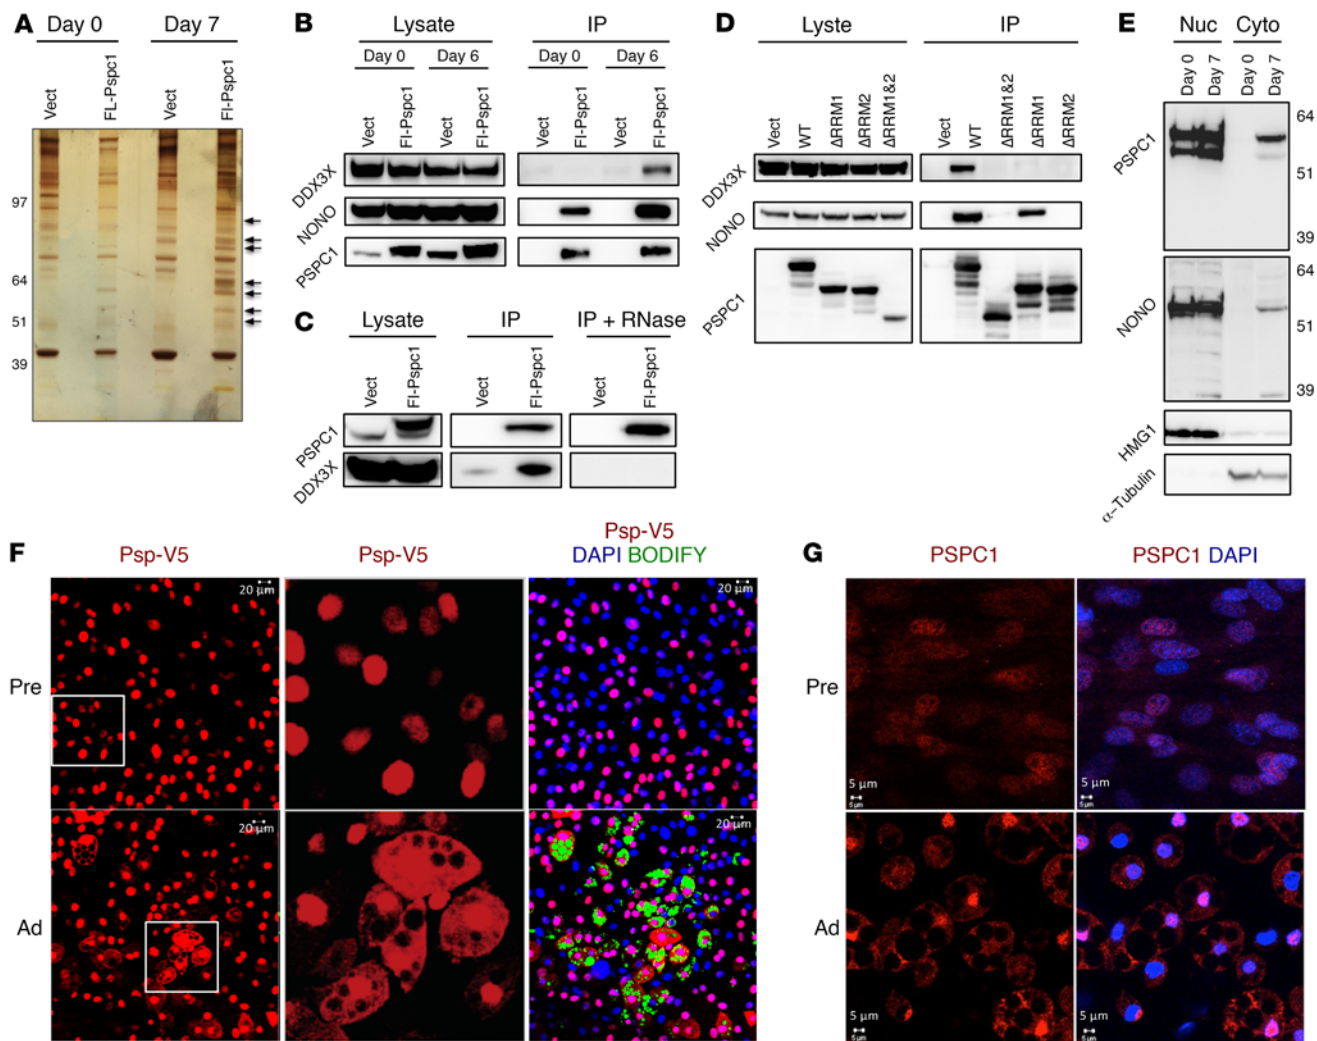 A
Day 0 Day 7
Vect
FL-Pspc1
Vect
Fl-Pspc1
97
64
51
39
B
Lysate IP
Day 0 Day 6 Day 0 Day 6
Vect
Fl-Pspc1
Vect
Fl-Pspc1
Vect
Fl-Pspc1
Vect
Fl-Pspc1
DDX3X
NONO
PSPC1
C
Lysate IP IP + RNase
Vect
Fl-Pspc1
Vect
Fl-Pspc1
Vect
Fl-Pspc1
PSPC1
DDX3X
D
Lyste IP
Vect
WT
ΔRRM1
ΔRRM2
ΔRRM1&2
Vect
WT
ΔRRM1&2
ΔRRM1
ΔRRM2
DDX3X
NONO
PSPC1
E
Nuc Cyto
Day 0
Day 7
Day 0
Day 7
PSPC1
64
51
39
NONO
64
51
39
HMG1
α-Tubulin
F
Psp-V5
Psp-V5
Psp-V5
DAPI BODIFY
Pre
20 µm
20 µm
Ad
20 µm
20 µm
G
PSPC1
PSPC1 DAPI
Pre
5 µm
5µm
5 µm
5µm
Ad
5 µm
5µm
5 µm
5µm